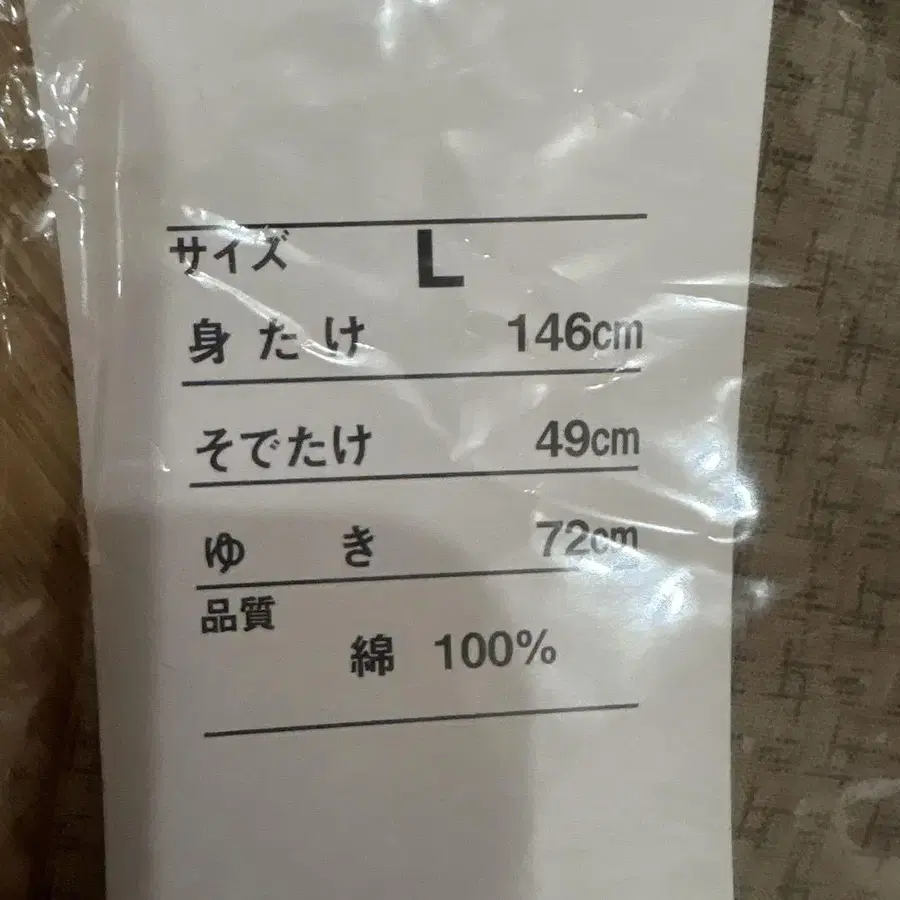 サイズ L
身たけ 146cm
そでたけ 49cm
ゆき 72cm
品質
綿 100%